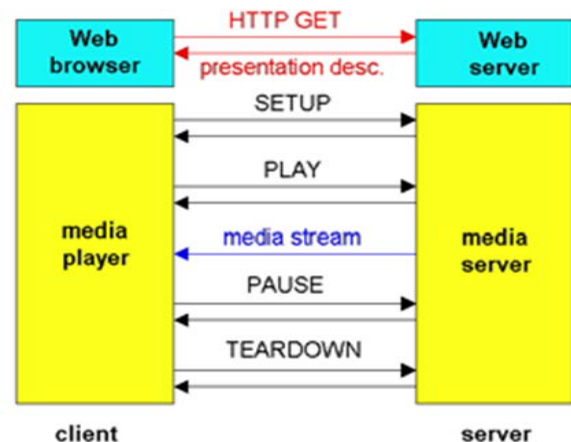 HTTP GET
Web browser
Web server
presentation desc.
SETUP
PLAY
media player
media stream
media server
PAUSE
TEARDOWN
client
server